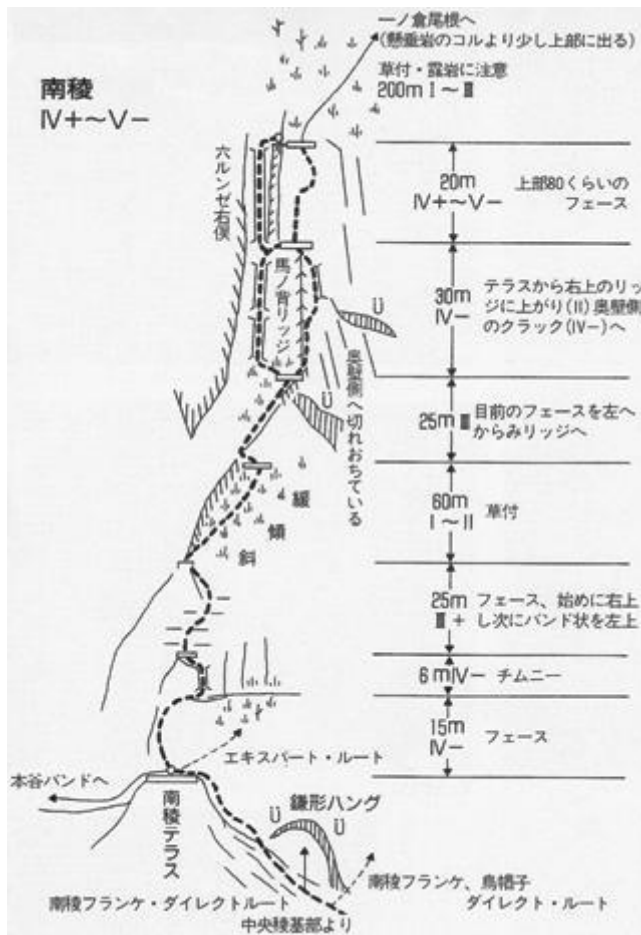 一ノ倉尾根へ
(懸垂岩のコルより少し上部に出る)
草付・露岩に注意
200m Ⅰ～Ⅲ
南稜
Ⅳ+～Ⅴ-
六ルンゼ右俣
20m
Ⅳ+～Ⅴ-
上部80くらいの
フェース
馬ノ背リッジ
Ü
30m
Ⅳ-
テラスから右上のリッ
ジに上がり(Ⅱ)奥壁側
のクラック(Ⅳ-)へ
Ü
奥壁側へ切れおちている
25m Ⅲ
目前のフェースを左へ
からみリッジへ
緩
傾
斜
60m
Ⅰ～Ⅱ
草付
25m
Ⅲ+
フェース、始めに右上
し次にバンド状を左上
6mⅣ-
チムニー
15m
Ⅳ-
フェース
エキスパート・ルート
本谷バンドへ
南稜テラス
鎌形ハング
Ü
Ü
南稜フランケ、烏帽子
ダイレクト・ルート
南稜フランケ・ダイレクトルート
中央稜基部より